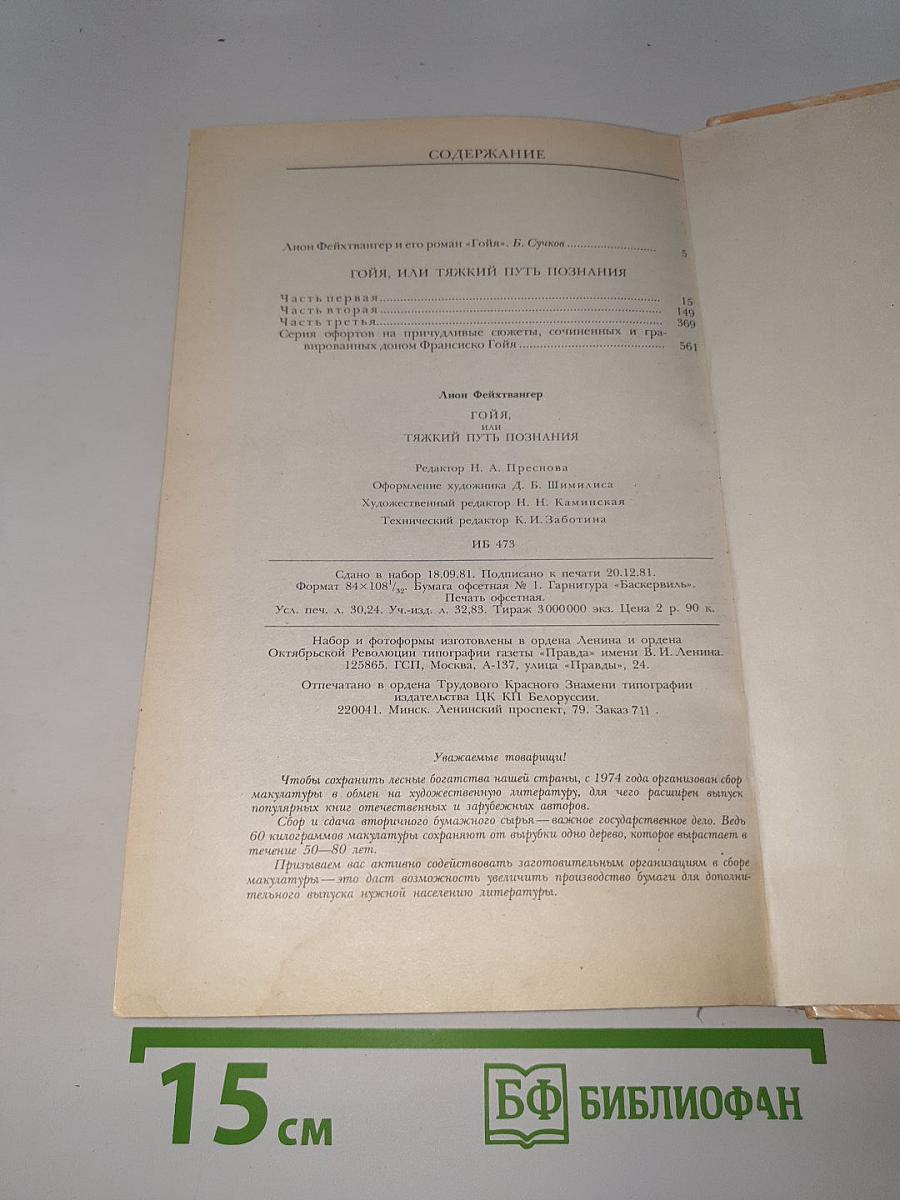 СОДЕРЖАНИЕ
Лион Фейхтвангер и его роман «Гойя». Б. Сучков .......................... 5
ГОЙЯ, ИЛИ ТЯЖКИЙ ПУТЬ ПОЗНАНИЯ
Часть первая.................................................................... 15
Часть вторая.................................................................... 149
Часть третья.................................................................... 369
Серия офортов на причудливые сюжеты, сочиненных и гра-
вированных доном Франсиско Гойя .......................................... 561
Лион Фейхтвангер
ГОЙЯ,
ИЛИ
ТЯЖКИЙ ПУТЬ ПОЗНАНИЯ
Редактор Н. А. Преснова
Оформление художника Д. Б. Шимилиса
Художественный редактор Н. Н. Каминская
Технический редактор К. И. Заботина
ИБ 473
Сдано в набор 18.09.81. Подписано к печати 20.12.81.
Формат 84×108¹/₃₂. Бумага офсетная № 1. Гарнитура «Баскервиль».
Печать офсетная.
Усл. печ. л. 30,24. Уч.-изд. л. 32,83. Тираж 3 000 000 экз. Цена 2 р. 90 к.
Набор и фотоформы изготовлены в ордена Ленина и ордена
Октябрьской Революции типографии газеты «Правда» имени В. И. Ленина.
125865. ГСП, Москва, А-137, улица «Правды», 24.
Отпечатано в ордена Трудового Красного Знамени типографии
издательства ЦК КП Белоруссии.
220041. Минск. Ленинский проспект, 79. Заказ 711 .
Уважаемые товарищи!
Чтобы сохранить лесные богатства нашей страны, с 1974 года организован сбор
макулатуры в обмен на художественную литературу, для чего расширен выпуск
популярных книг отечественных и зарубежных авторов.
Сбор и сдача вторичного бумажного сырья — важное государственное дело. Ведь
60 килограммов макулатуры сохраняют от вырубки одно дерево, которое вырастает в
течение 50—80 лет.
Призываем вас активно содействовать заготовительным организациям в сборе
макулатуры — это даст возможность увеличить производство бумаги для дополни-
тельного выпуска нужной населению литературы.
15 см
БФ БИБЛИОФАН